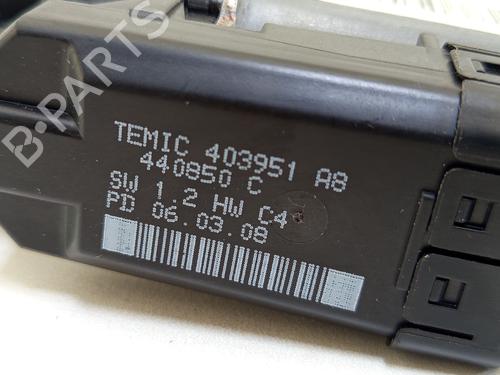 B-PARTS
TEMIC 403951 A8
440850 C
SW 1.2 HW C4
PD 06.03.08